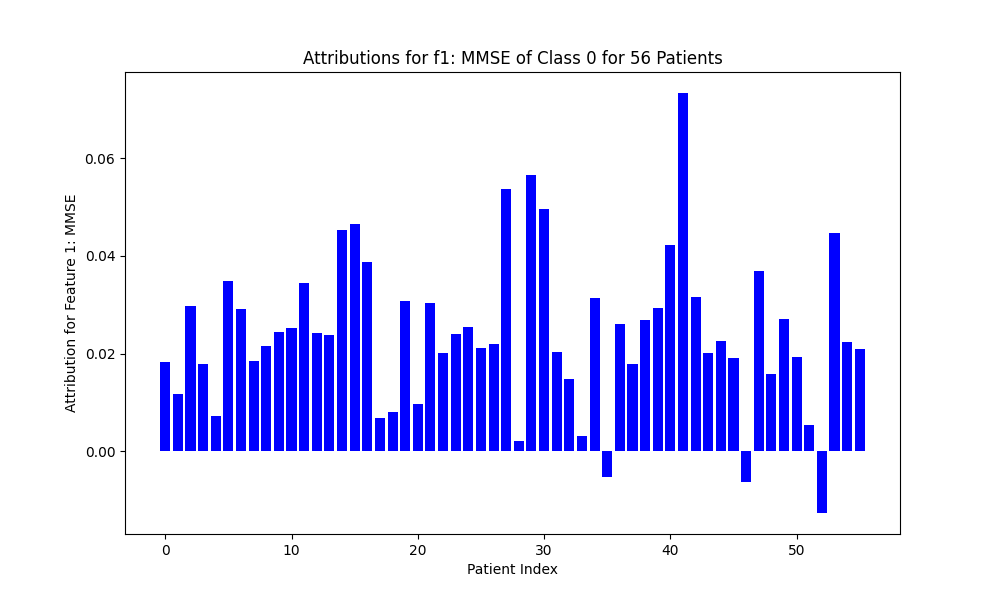 Attributions for f1: MMSE of Class 0 for 56 Patients
Attribution for Feature 1: MMSE
0.06
0.04
0.02
0.00
0 10 20 30 40 50
Patient Index